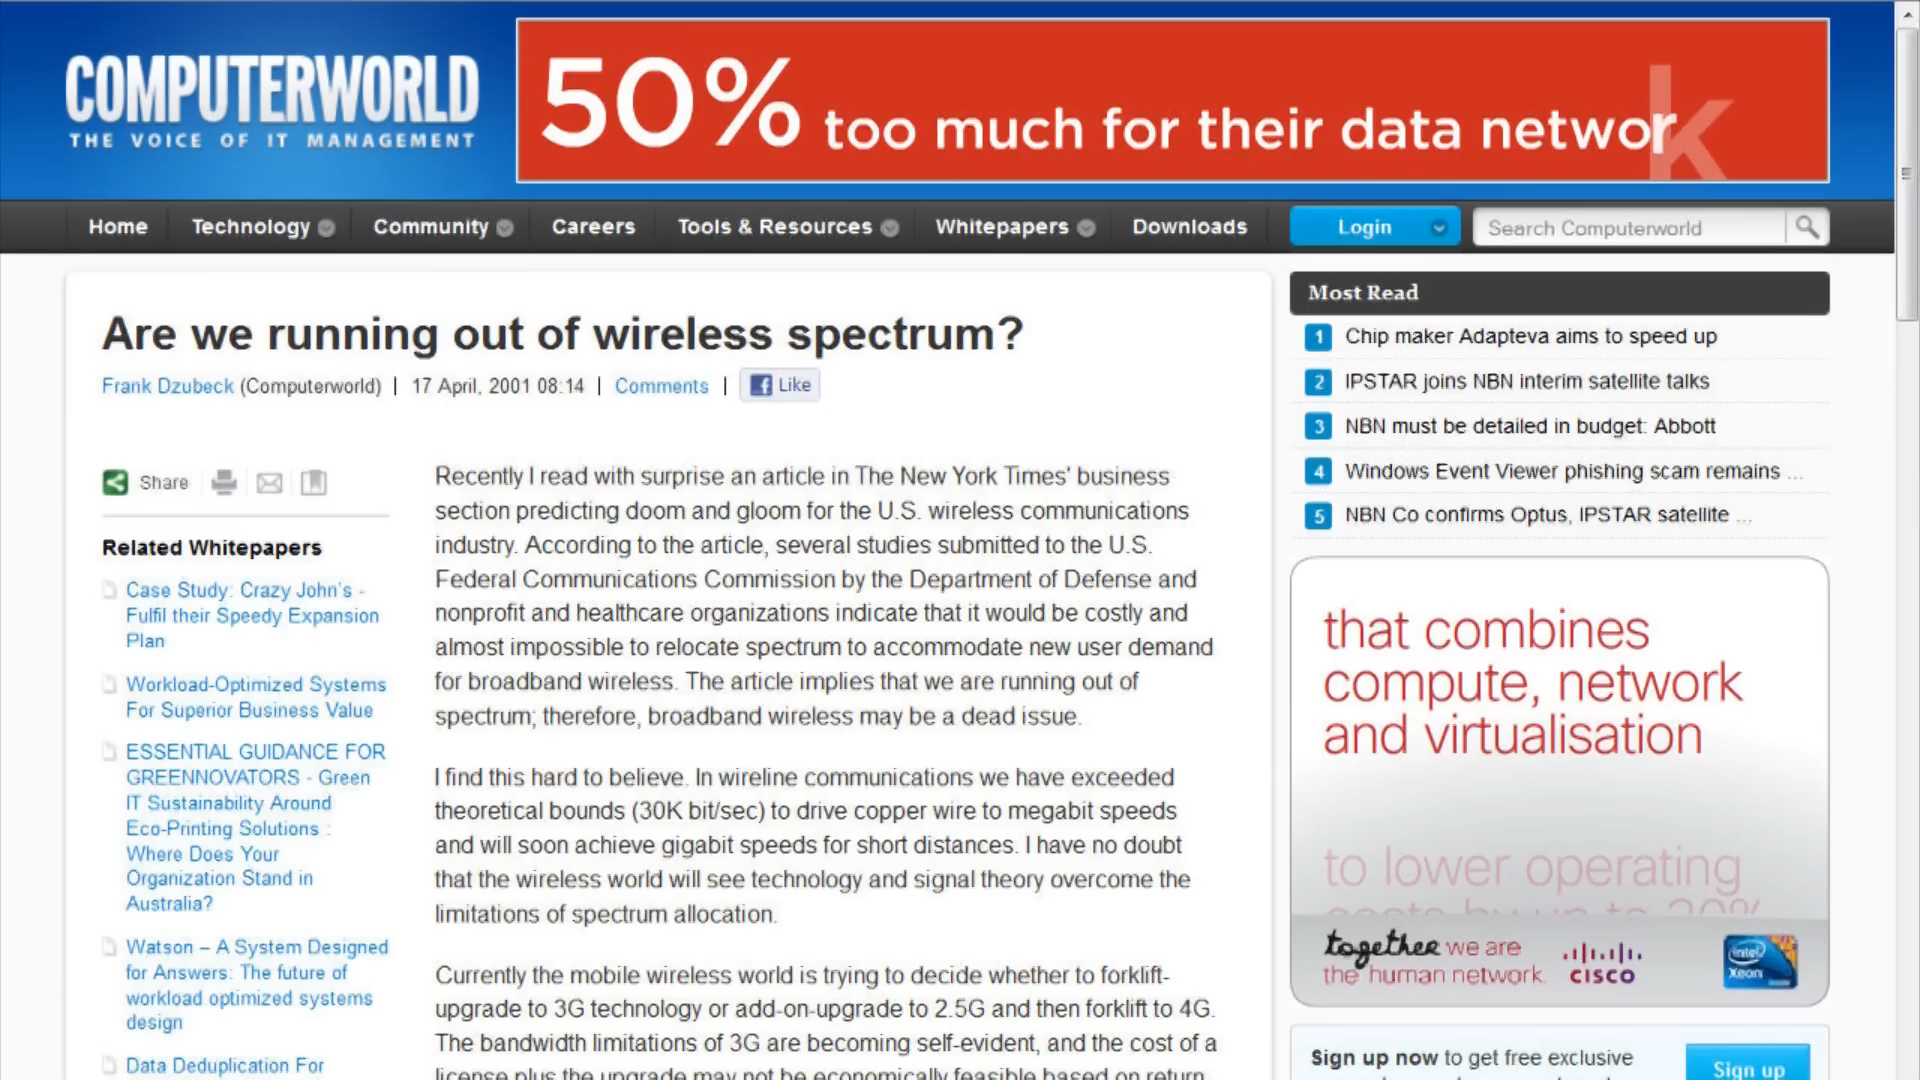 COMPUTERWORLD
THE VOICE OF IT MANAGEMENT
50% too much for their data network
Home Technology Community Careers Tools & Resources Whitepapers Downloads Login Search Computerworld
Are we running out of wireless spectrum?
Frank Dzubeck (Computerworld) | 17 April, 2001 08:14 | Comments | Like
Share
Related Whitepapers
Case Study: Crazy John's -
Fulfil their Speedy Expansion
Plan
Workload-Optimized Systems
For Superior Business Value
ESSENTIAL GUIDANCE FOR
GREENNOVATORS - Green
IT Sustainability Around
Eco-Printing Solutions :
Where Does Your
Organization Stand in
Australia?
Watson – A System Designed
for Answers: The future of
workload optimized systems
design
Data Deduplication For
Recently I read with surprise an article in The New York Times' business
section predicting doom and gloom for the U.S. wireless communications
industry. According to the article, several studies submitted to the U.S.
Federal Communications Commission by the Department of Defense and
nonprofit and healthcare organizations indicate that it would be costly and
almost impossible to relocate spectrum to accommodate new user demand
for broadband wireless. The article implies that we are running out of
spectrum; therefore, broadband wireless may be a dead issue.
I find this hard to believe. In wireline communications we have exceeded
theoretical bounds (30K bit/sec) to drive copper wire to megabit speeds
and will soon achieve gigabit speeds for short distances. I have no doubt
that the wireless world will see technology and signal theory overcome the
limitations of spectrum allocation.
Currently the mobile wireless world is trying to decide whether to forklift-
upgrade to 3G technology or add-on-upgrade to 2.5G and then forklift to 4G.
The bandwidth limitations of 3G are becoming self-evident, and the cost of a
license plus the upgrade may not be economically feasible based on return
Most Read
1 Chip maker Adapteva aims to speed up
2 IPSTAR joins NBN interim satellite talks
3 NBN must be detailed in budget: Abbott
4 Windows Event Viewer phishing scam remains ...
5 NBN Co confirms Optus, IPSTAR satellite ...
that combines
compute, network
and virtualisation
to lower operating
costs by up to 20%
together we are
the human network.
CISCO
intel
Xeon
Sign up now to get free exclusive
Sign up